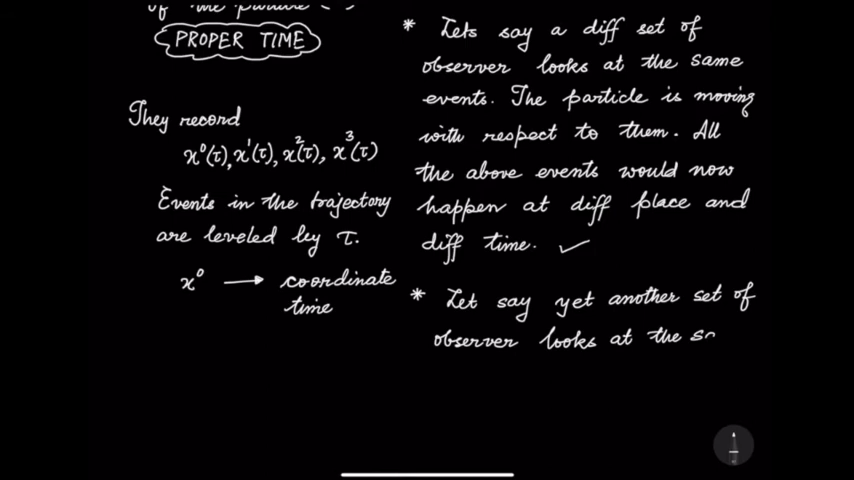 of the particle
PROPER TIME
They record
x⁰(τ), x¹(τ), x²(τ), x³(τ)
Events in the trajectory
are leveled by τ.
x⁰ → coordinate
time
* Lets say a diff set of
observer looks at the same
events. The particle is moving
with respect to them. All
the above events would now
happen at diff place and
diff time. ✓
* Let say yet another set of
observer looks at the